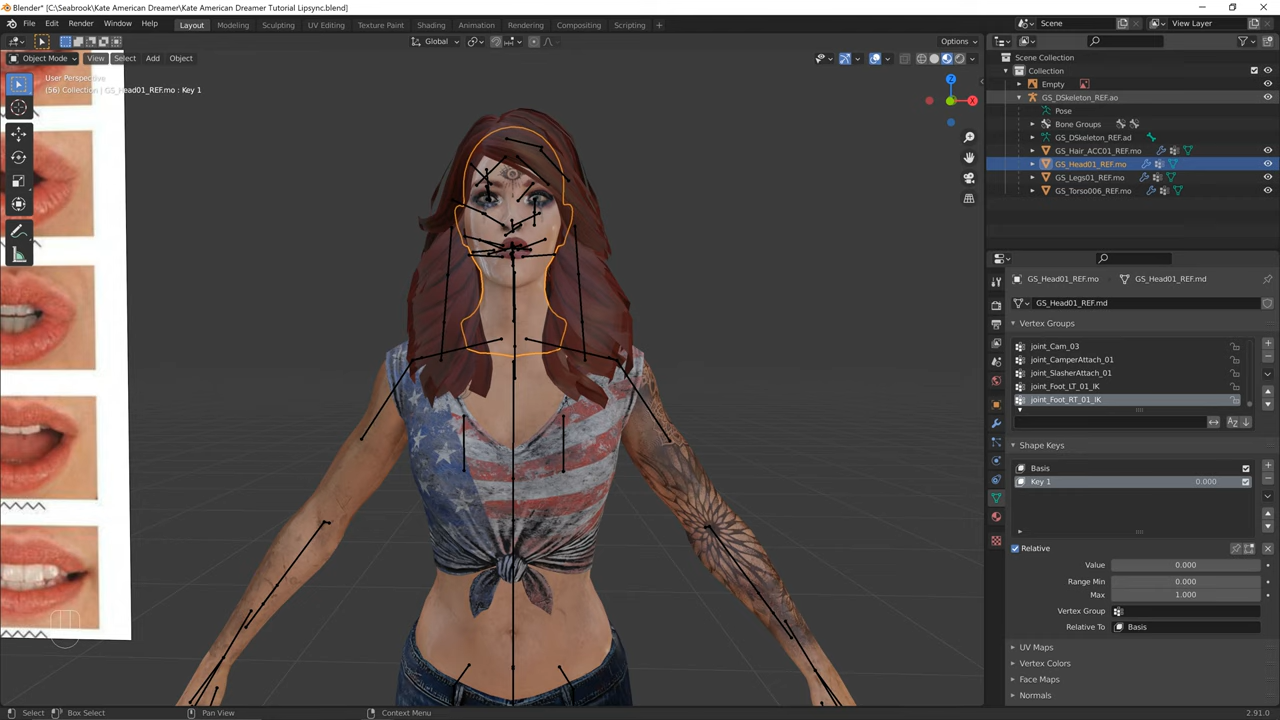 Blender* [C:\Seabrook\Kate American Dreamer\Kate American Dreamer Tutorial Lipsync.blend]
File Edit Render Window Help Layout Modeling Sculpting UV Editing Texture Paint Shading Animation Rendering Compositing Scripting + Scene View Layer
Global Options
Object Mode View Select Add Object
User Perspective
(56) Collection | GS_Head01_REF.mo : Key 1
X
Z
Scene Collection
Collection
Empty
GS_DSkeleton_REF.ao
Pose
Bone Groups
GS_DSkeleton_REF.ad
GS_Hair_ACC01_REF.mo
GS_Head01_REF.mo
GS_Legs01_REF.mo
GS_Torso006_REF.mo
GS_Head01_REF.mo GS_Head01_REF.md
GS_Head01_REF.md
Vertex Groups
joint_Cam_03
joint_CamperAttach_01
joint_SlasherAttach_01
joint_Foot_LT_01_IK
joint_Foot_RT_01_IK
Shape Keys
Basis
Key 1 0.000
Relative
Value 0.000
Range Min 0.000
Max 1.000
Vertex Group
Relative To Basis
UV Maps
Vertex Colors
Face Maps
Normals
Select Box Select Pan View Context Menu 2.91.0